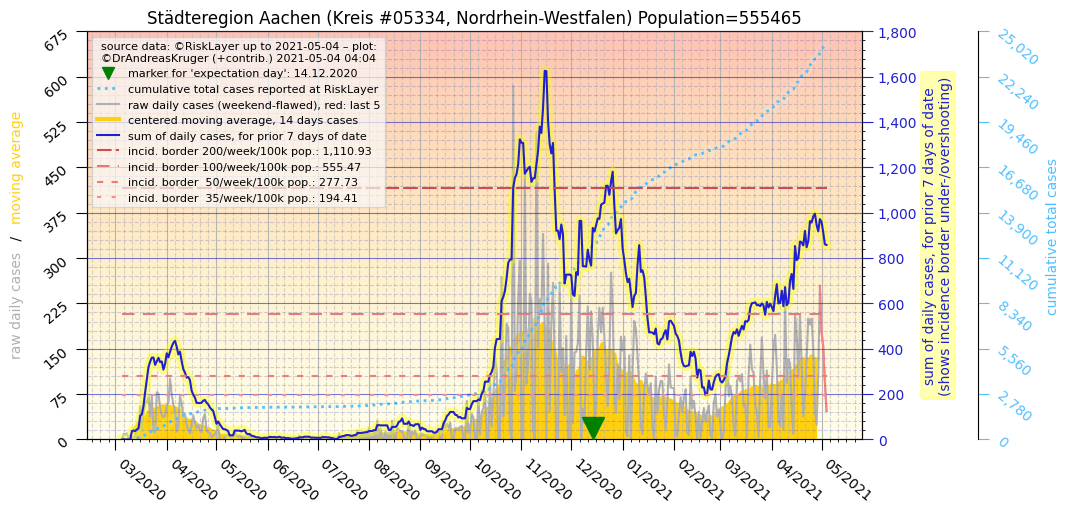 Städteregion Aachen (Kreis #05334, Nordrhein-Westfalen) Population=555465
source data: ©RiskLayer up to 2021-05-04 – plot:
©DrAndreasKruger (+contrib.) 2021-05-04 04:04
marker for 'expectation day': 14.12.2020
cumulative total cases reported at RiskLayer
raw daily cases (weekend-flawed), red: last 5
centered moving average, 14 days cases
sum of daily cases, for prior 7 days of date
incid. border 200/week/100k pop.: 1,110.93
incid. border 100/week/100k pop.: 555.47
incid. border  50/week/100k pop.: 277.73
incid. border  35/week/100k pop.: 194.41
raw daily cases / moving average
675
600
525
450
375
300
225
150
75
0
03/2020
04/2020
05/2020
06/2020
07/2020
08/2020
09/2020
10/2020
11/2020
12/2020
01/2021
02/2021
03/2021
04/2021
05/2021
1,800
1,600
1,400
1,200
1,000
800
600
400
200
0
sum of daily cases, for prior 7 days of date
(shows incidence border under-/overshooting)
25,020
22,240
19,460
16,680
13,900
11,120
8,340
5,560
2,780
0
cumulative total cases